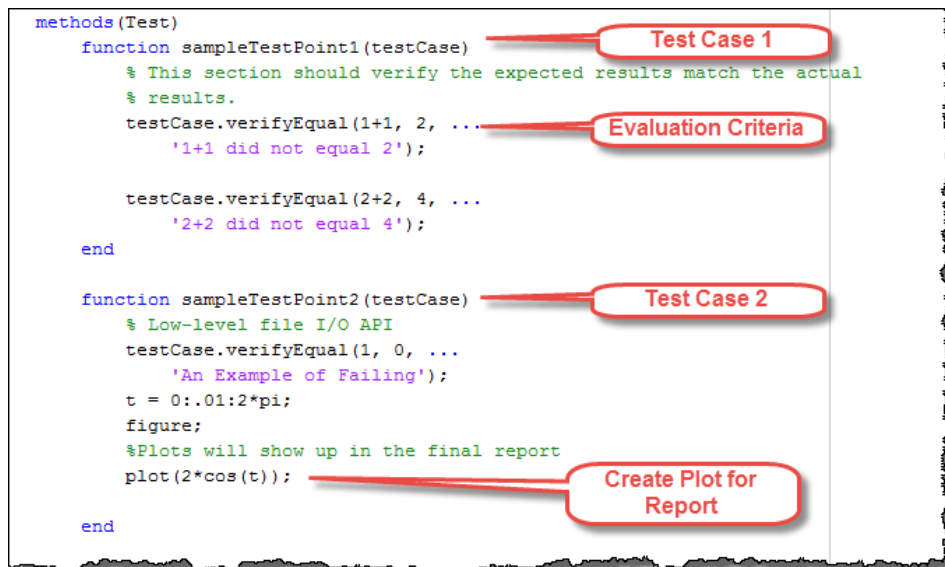 methods(Test)
function sampleTestPoint1(testCase)
Test Case 1
% This section should verify the expected results match the actual
% results.
testCase.verifyEqual(1+1, 2, ...
Evaluation Criteria
'1+1 did not equal 2');
testCase.verifyEqual(2+2, 4, ...
'2+2 did not equal 4');
end
function sampleTestPoint2(testCase)
Test Case 2
% Low-level file I/O API
testCase.verifyEqual(1, 0, ...
'An Example of Failing');
t = 0:.01:2*pi;
figure;
%Plots will show up in the final report
plot(2*cos(t));
Create Plot for
Report
end